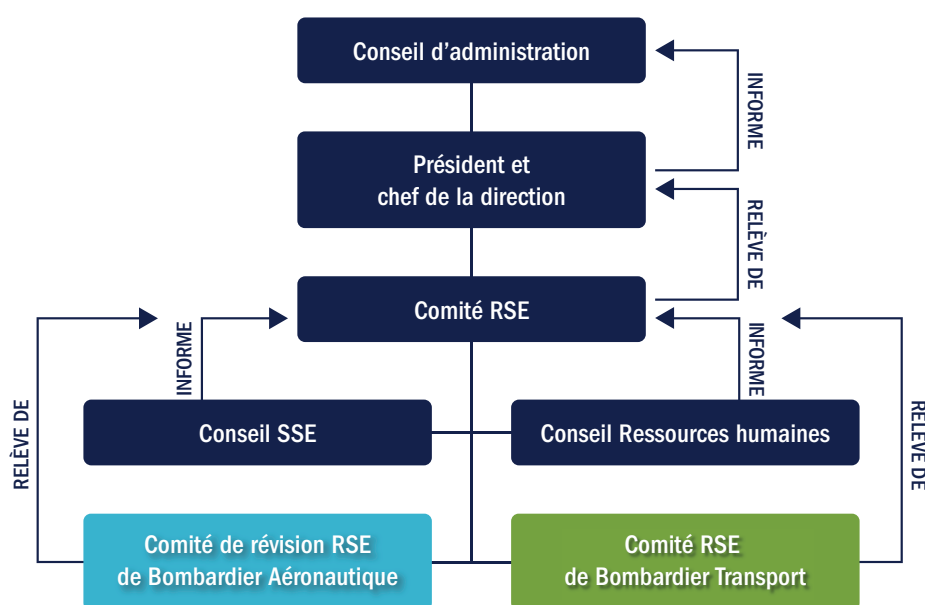 Conseil d’administration
INFORME
Président et
chef de la direction
RELÈVE DE
Comité RSE
INFORME
INFORME
RELÈVE DE
RELÈVE DE
Conseil SSE
Conseil Ressources humaines
Comité de révision RSE
de Bombardier Aéronautique
Comité RSE
de Bombardier Transport